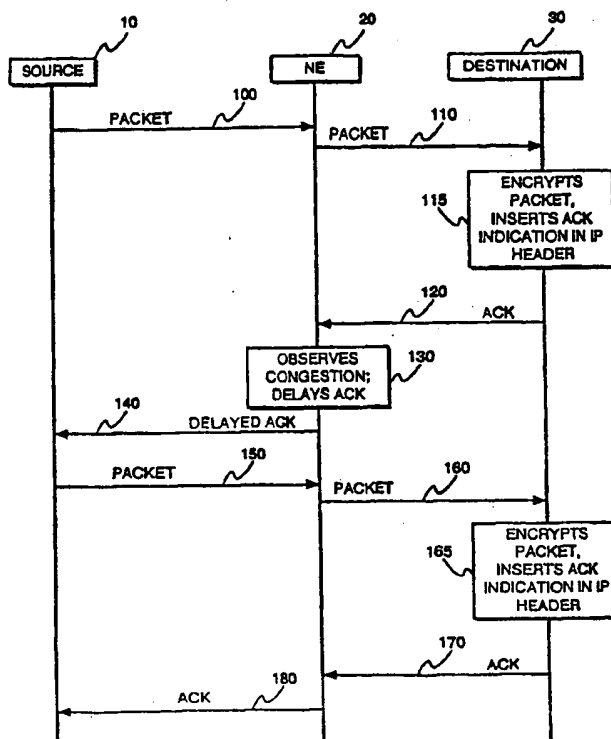 10
20
30
SOURCE
NE
DESTINATION
100
PACKET
110
PACKET
115
ENCRYPTS
PACKET,
INSERTS ACK
INDICATION IN IP
HEADER
120
ACK
OBSERVES
CONGESTION;
DELAYS ACK
130
140
DELAYED ACK
150
PACKET
160
PACKET
165
ENCRYPTS
PACKET,
INSERTS ACK
INDICATION IN IP
HEADER
170
ACK
ACK
180